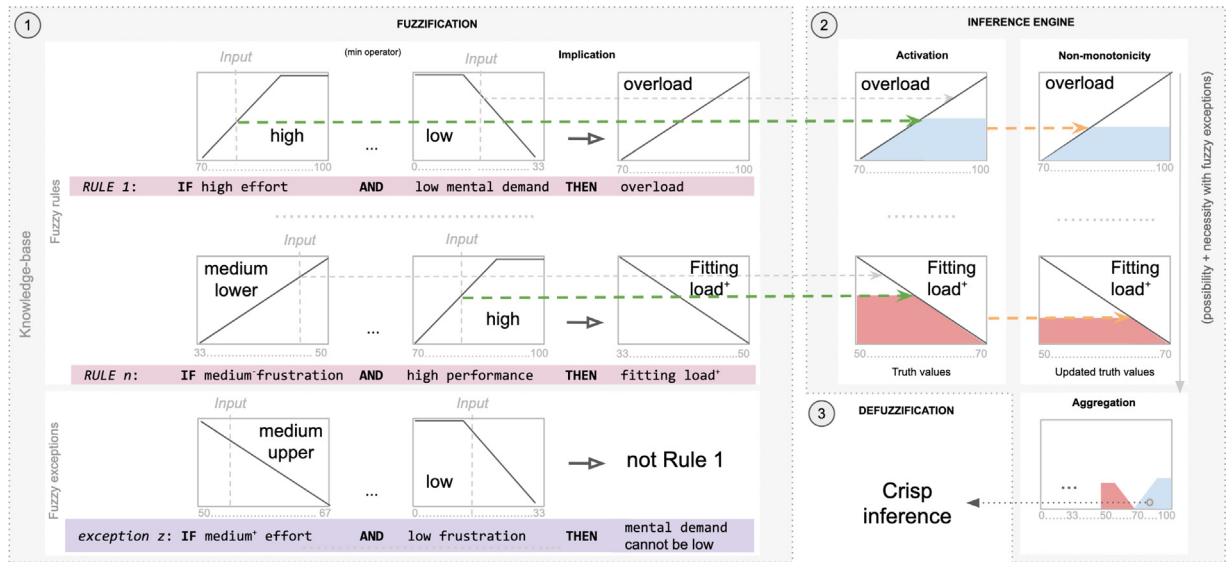 1
FUZZIFICATION
Knowledge-base
Fuzzy rules
Input
(min operator)
Input
Implication
high
...
low
overload
70....................100
0....................33
RULE 1: IF high effort AND low mental demand THEN overload
Input
Input
medium
lower
...
high
Fitting
load⁺
33.................. 50
70....................100
33....................50
RULE n: IF medium⁻frustration AND high performance THEN fitting load⁺
Fuzzy exceptions
Input
Input
medium
upper
...
low
not Rule 1
50......................67
0....................33
exception z: IF medium⁺ effort AND low frustration THEN mental demand
cannot be low
2
INFERENCE ENGINE
Activation
Non-monotonicity
overload
overload
70....................100
70....................100
Fitting
load⁺
Fitting
load⁺
50....................70
50....................70
Truth values
Updated truth values
(possibility + necessity with fuzzy exceptions)
3
DEFUZZIFICATION
Aggregation
...
0.....33..... 50....70...100
Crisp
inference